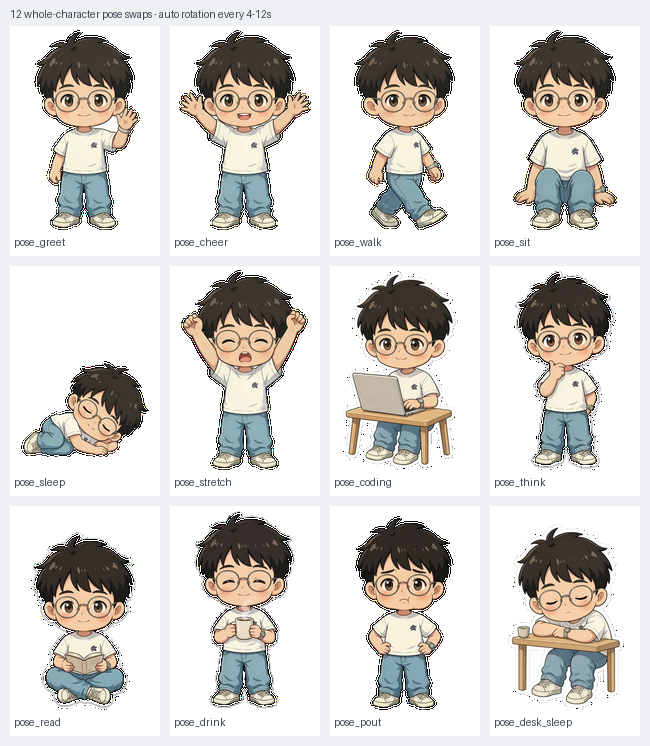 12 whole-character pose swaps - auto rotation every 4-12s
pose_greet
pose_cheer
pose_walk
pose_sit
pose_sleep
pose_stretch
pose_coding
pose_think
pose_read
pose_drink
pose_pout
pose_desk_sleep